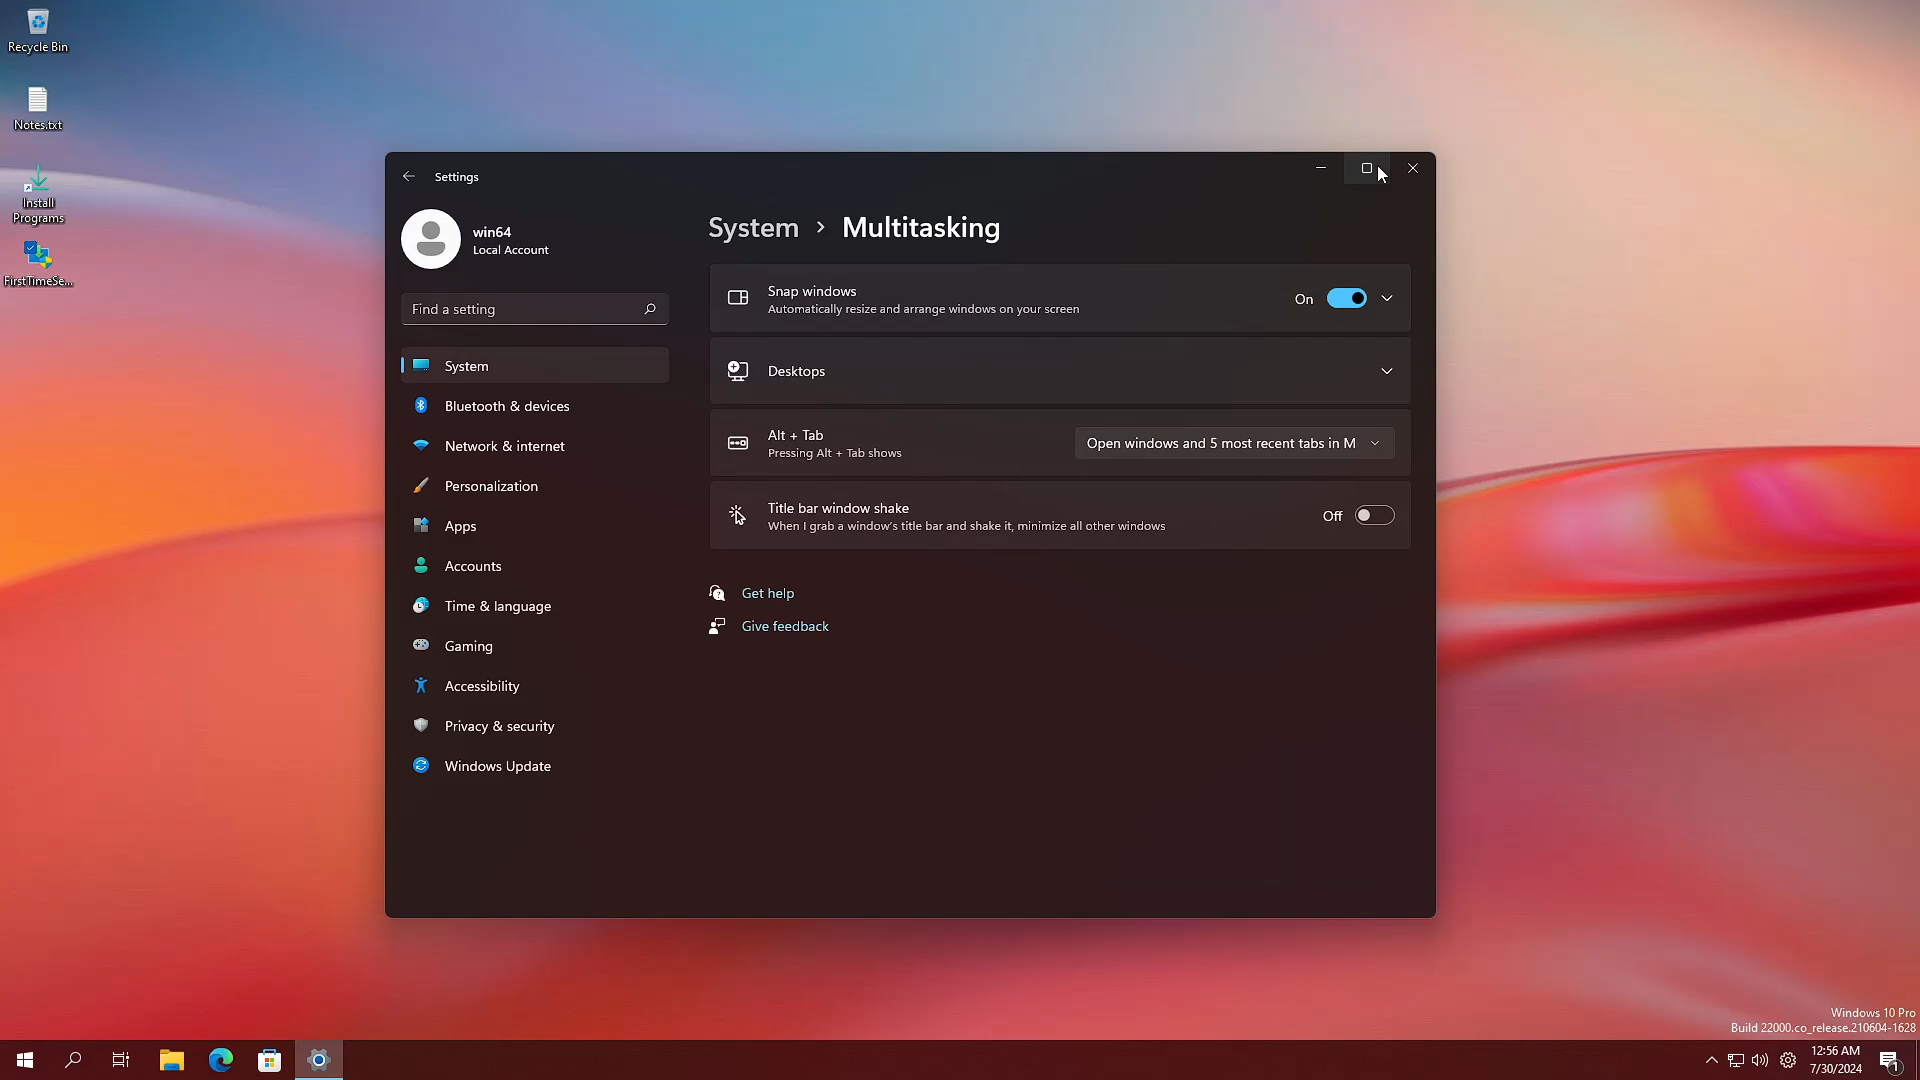 Recycle Bin
Notes.txt
Install
Programs
FirstTimeSe...
Settings
win64
Local Account
Find a setting
System
Bluetooth & devices
Network & internet
Personalization
Apps
Accounts
Time & language
Gaming
Accessibility
Privacy & security
Windows Update
System > Multitasking
Snap windows
Automatically resize and arrange windows on your screen
On
Desktops
Alt + Tab
Pressing Alt + Tab shows
Open windows and 5 most recent tabs in M
Title bar window shake
When I grab a window's title bar and shake it, minimize all other windows
Off
Get help
Give feedback
Windows 10 Pro
Build 22000.co_release.210604-1628
12:56 AM
7/30/2024
1